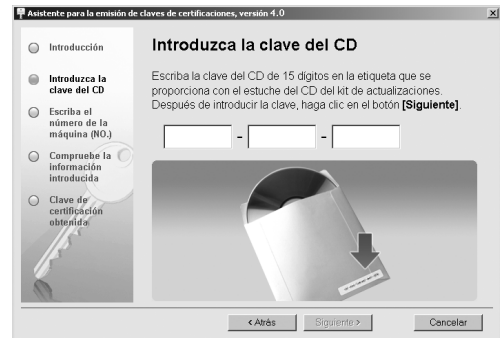 Asistente para la emisión de claves de certificaciones, versión 4.0
Introducción
Introduzca la
clave del CD
Escriba el
número de la
máquina (NO.)
Compruebe la
información
introducida
Clave de
certificación
obtenida
Introduzca la clave del CD
Escriba la clave del CD de 15 dígitos en la etiqueta que se
proporciona con el estuche del CD del kit de actualizaciones.
Después de introducir la clave, haga clic en el botón [Siguiente].
- -
< Atrás
Siguiente >
Cancelar